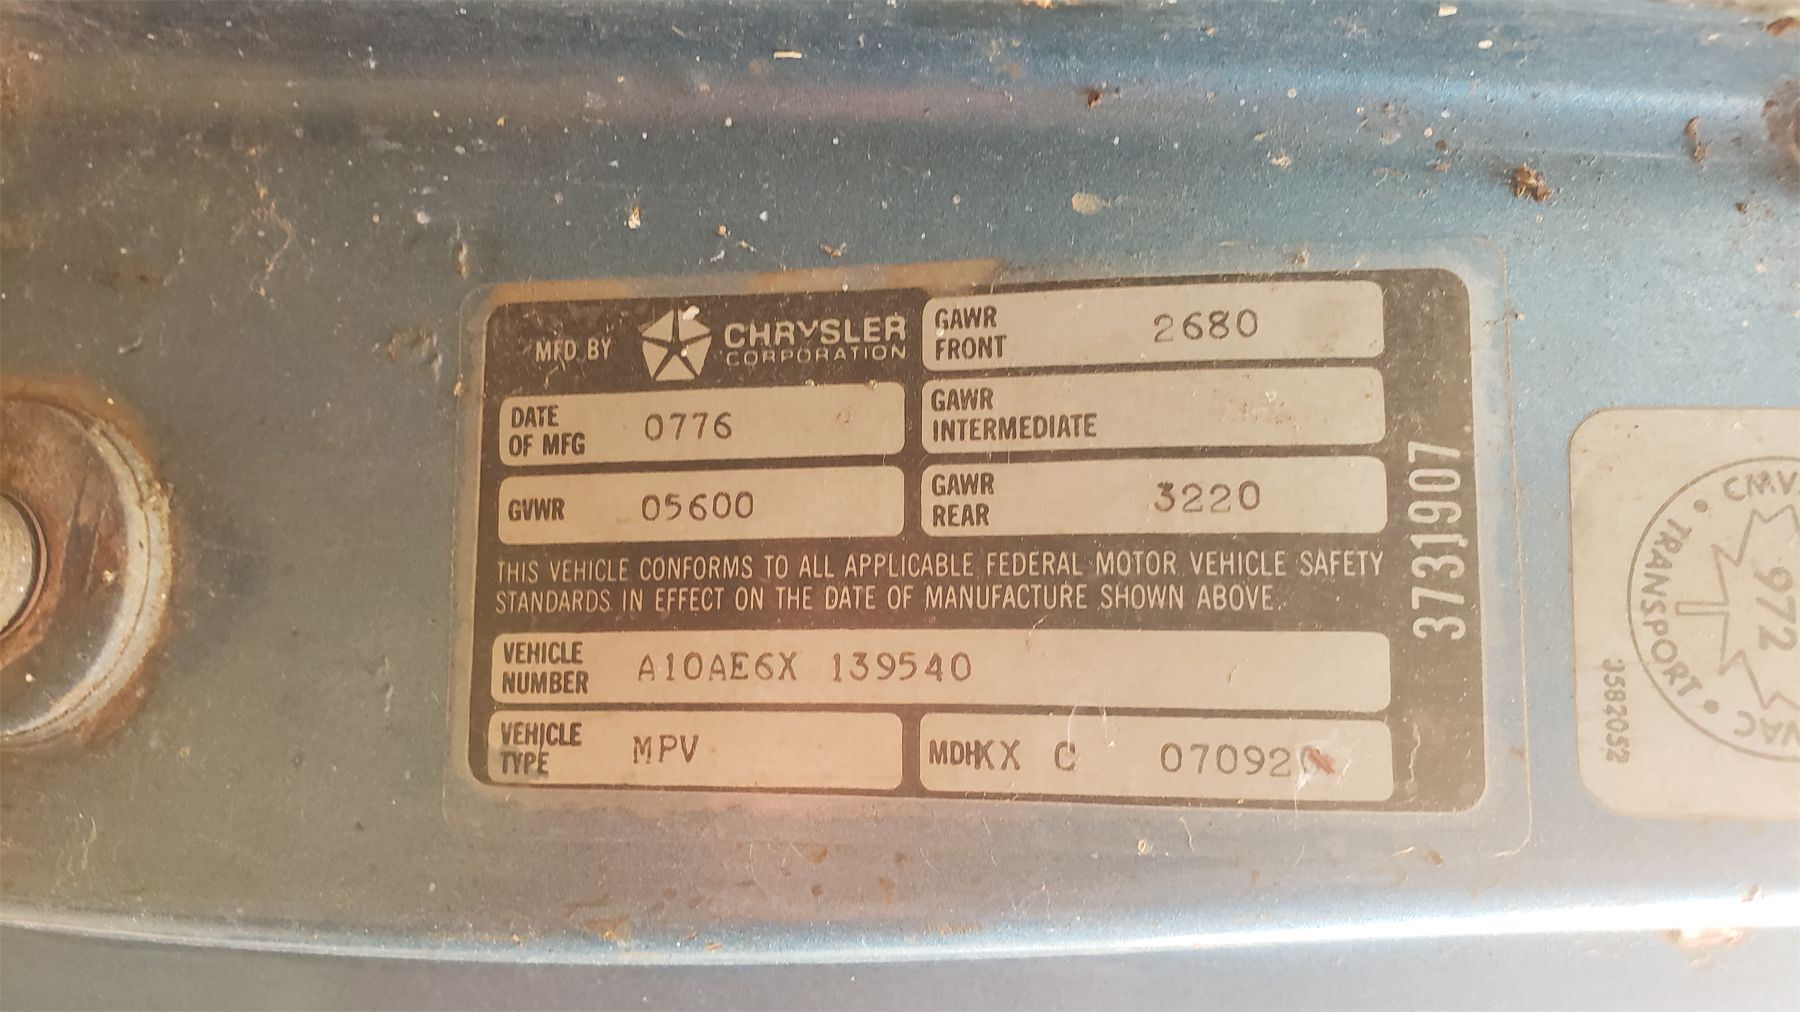 MFD BY CHRYSLER
CORPORATION
DATE
OF MFG 0776
GVWR 05600
GAWR
FRONT 2680
GAWR
INTERMEDIATE
GAWR
REAR 3220
THIS VEHICLE CONFORMS TO ALL APPLICABLE FEDERAL MOTOR VEHICLE SAFETY
STANDARDS IN EFFECT ON THE DATE OF MANUFACTURE SHOWN ABOVE.
VEHICLE
NUMBER A10AE6X 139540
VEHICLE
TYPE MPV
MDH KX C
3731907
TRANSPORT
972
3582052